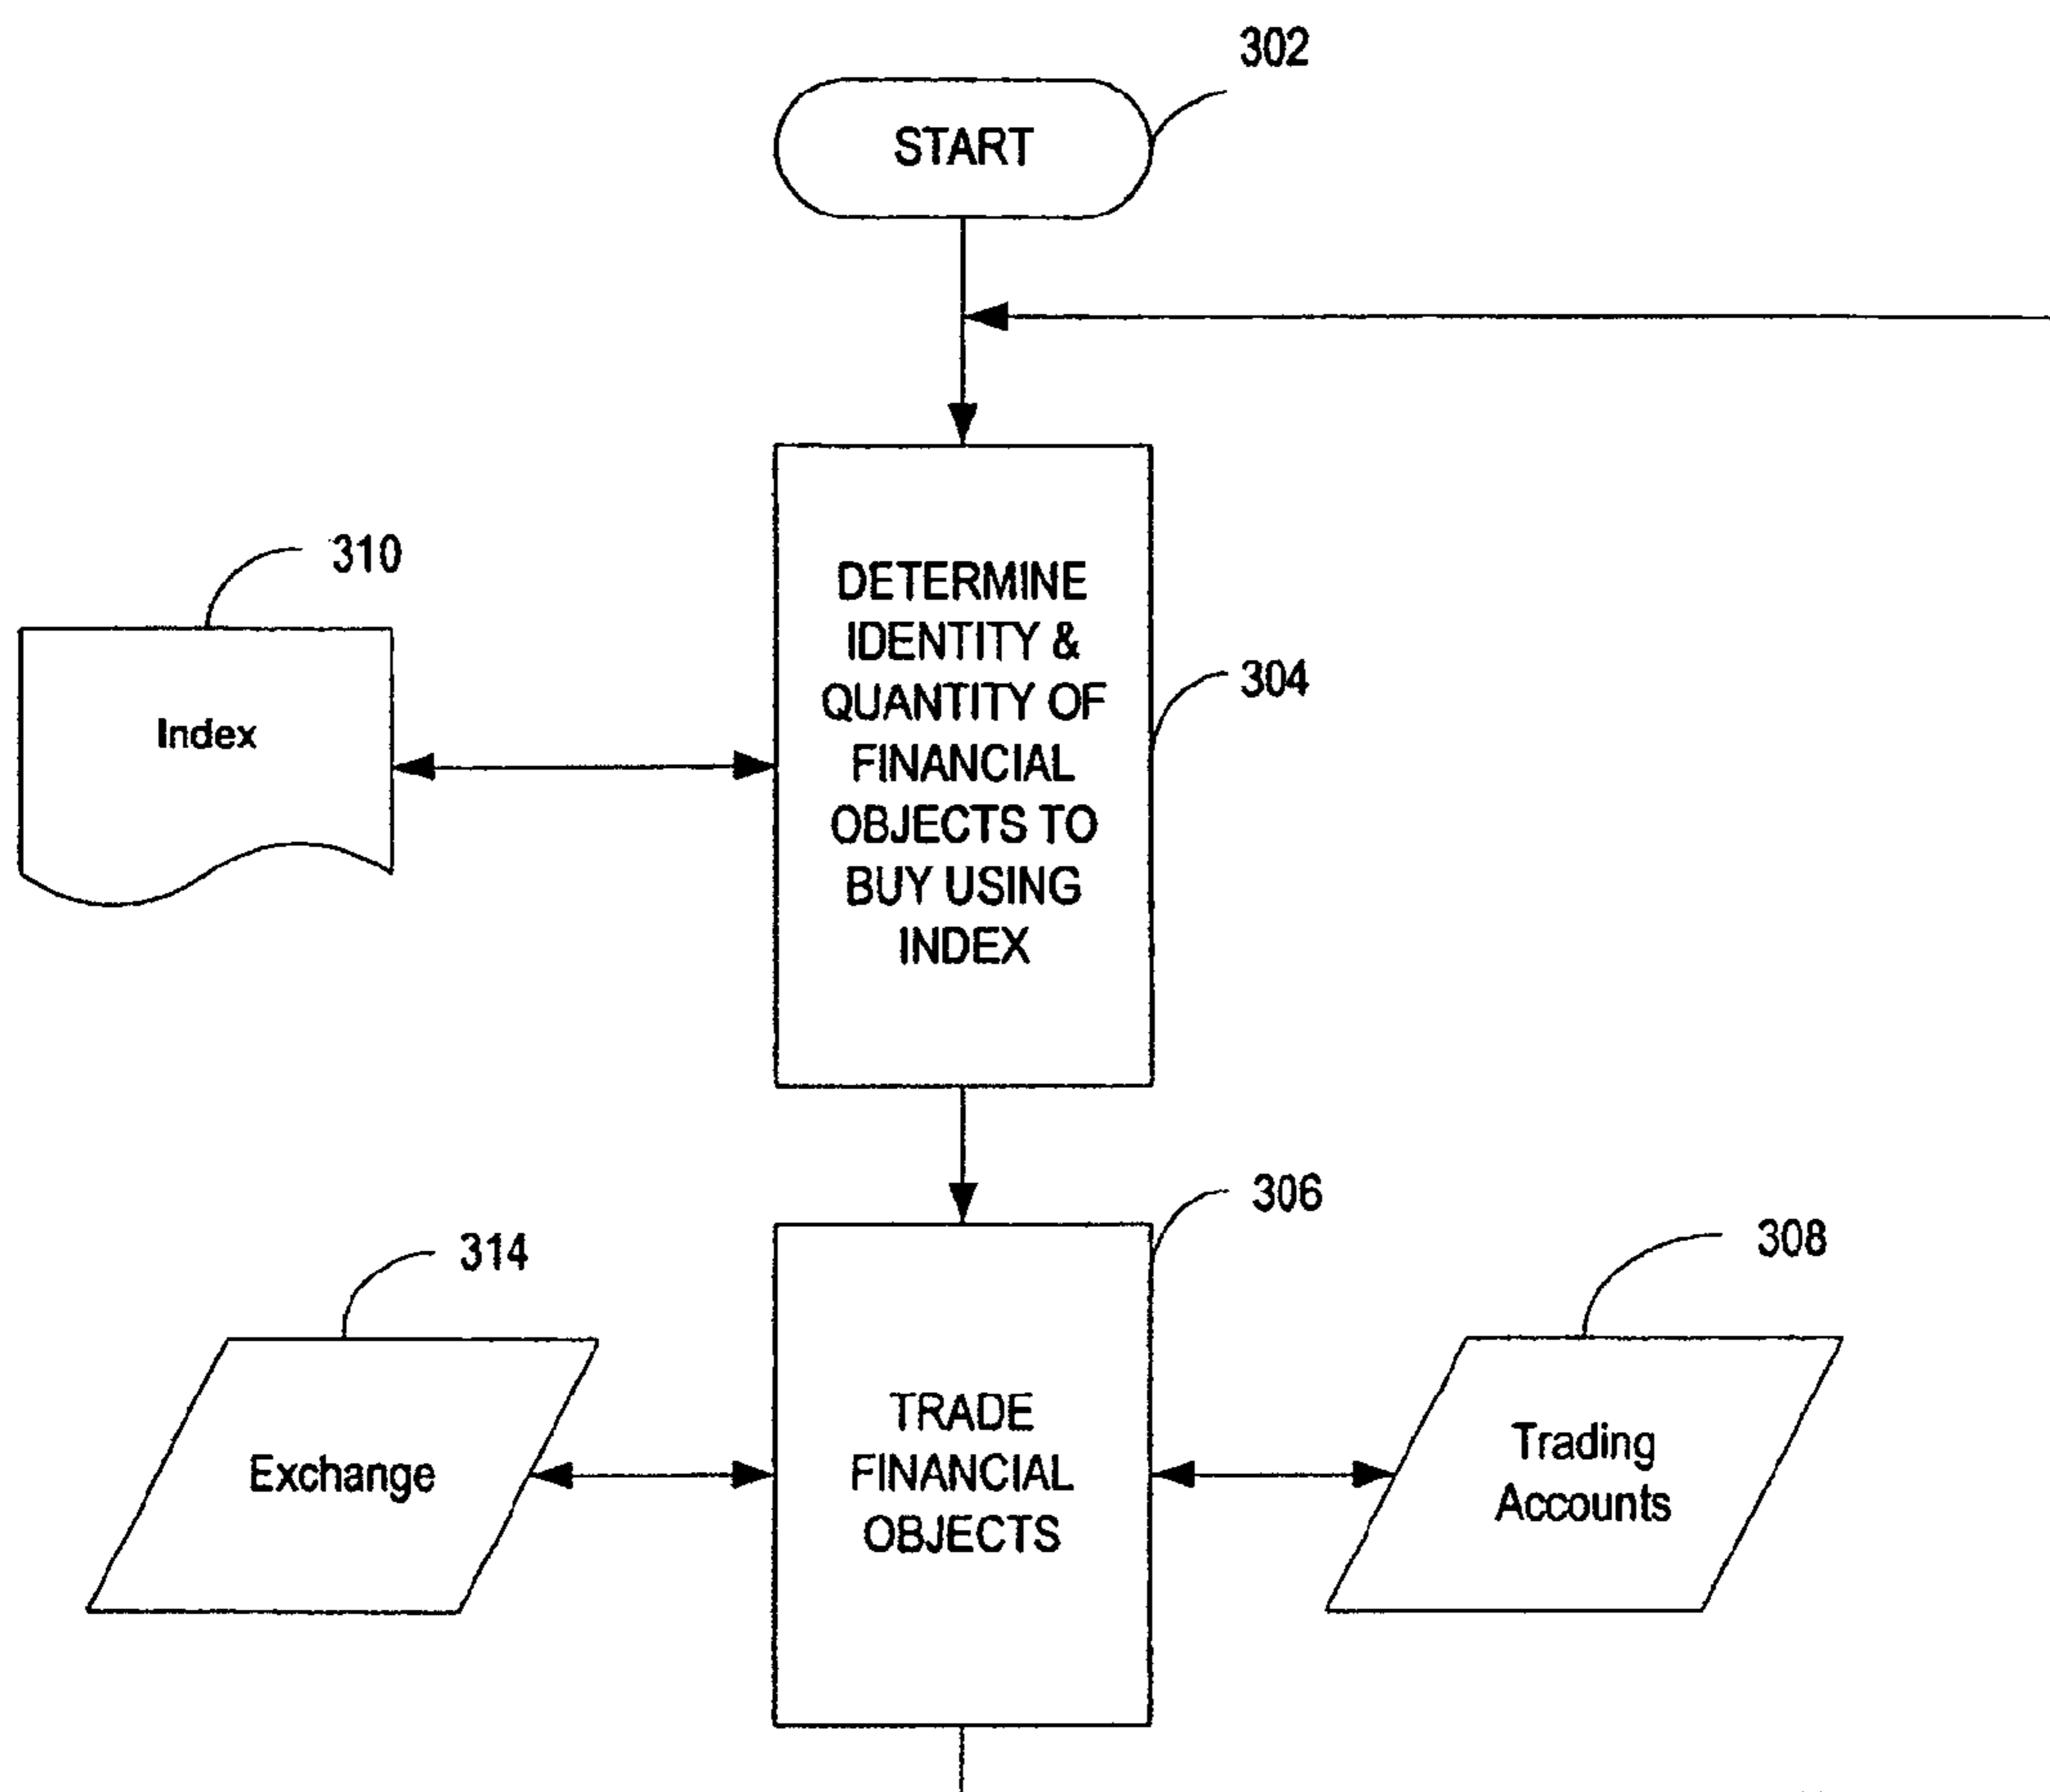 302
START
310
DETERMINE
IDENTITY &
QUANTITY OF
FINANCIAL
OBJECTS TO
BUY USING
INDEX
304
Index
306
314
308
Exchange
TRADE
FINANCIAL
OBJECTS
Trading
Accounts